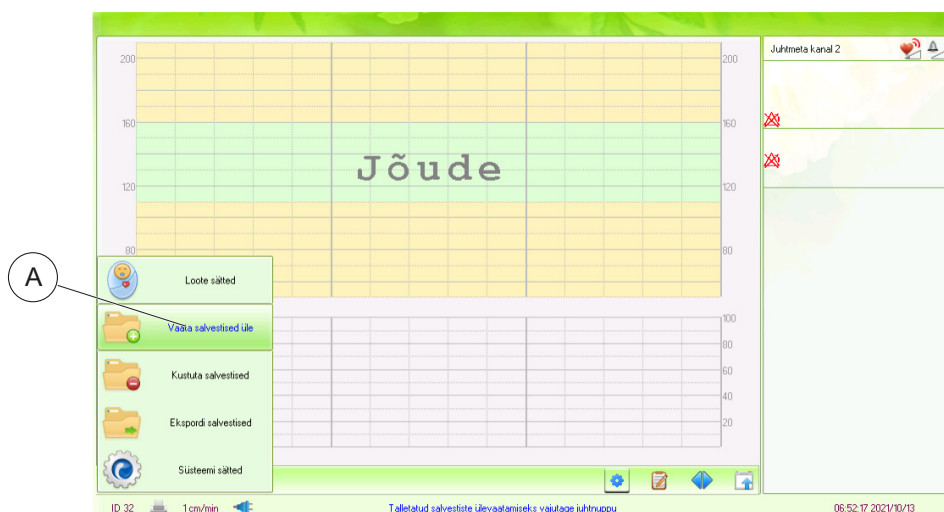 Juhtmeta kanal 2
200
200
160
160
Jõude
120
120
80
80
A
Loote sätted
Vaata salvestised üle
Kustuta salvestised
Ekspordi salvestised
Süsteemi sätted
100
80
60
40
20
ID 32
1 cm/min
Talletatud salvestiste ülevaatamiseks vajutage juhtnuppu
06:52:17 2021/10/13